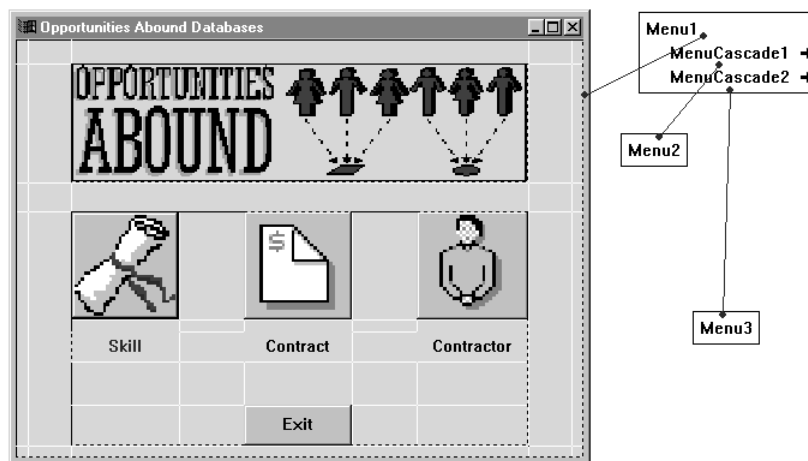 Opportunities Abound Databases
OPPORTUNITIES
ABOUND
$
Skill
Contract
Contractor
Exit
Menu1
MenuCascade1
MenuCascade2
Menu2
Menu3